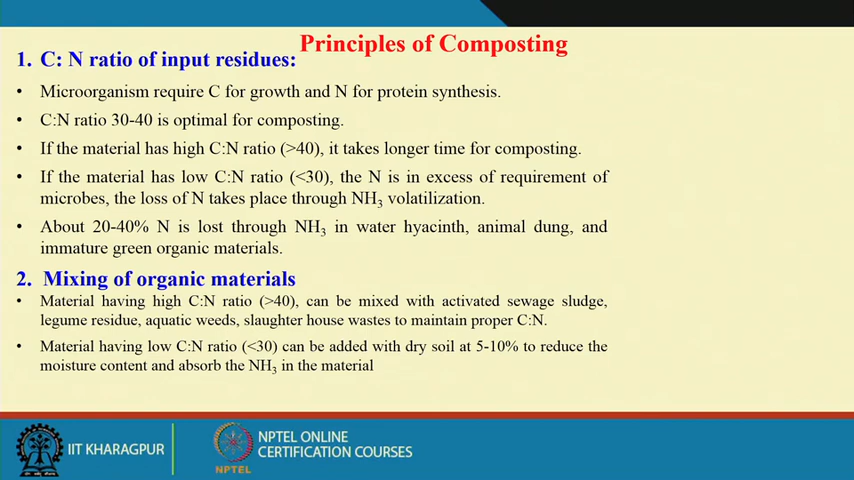 Principles of Composting
1. C: N ratio of input residues:
• Microorganism require C for growth and N for protein synthesis.
• C:N ratio 30-40 is optimal for composting.
• If the material has high C:N ratio (>40), it takes longer time for composting.
• If the material has low C:N ratio (<30), the N is in excess of requirement of
microbes, the loss of N takes place through NH3 volatilization.
• About 20-40% N is lost through NH3 in water hyacinth, animal dung, and
immature green organic materials.
2. Mixing of organic materials
• Material having high C:N ratio (>40), can be mixed with activated sewage sludge,
legume residue, aquatic weeds, slaughter house wastes to maintain proper C:N.
• Material having low C:N ratio (<30) can be added with dry soil at 5-10% to reduce the
moisture content and absorb the NH3 in the material
IIT KHARAGPUR
NPTEL
NPTEL ONLINE
CERTIFICATION COURSES